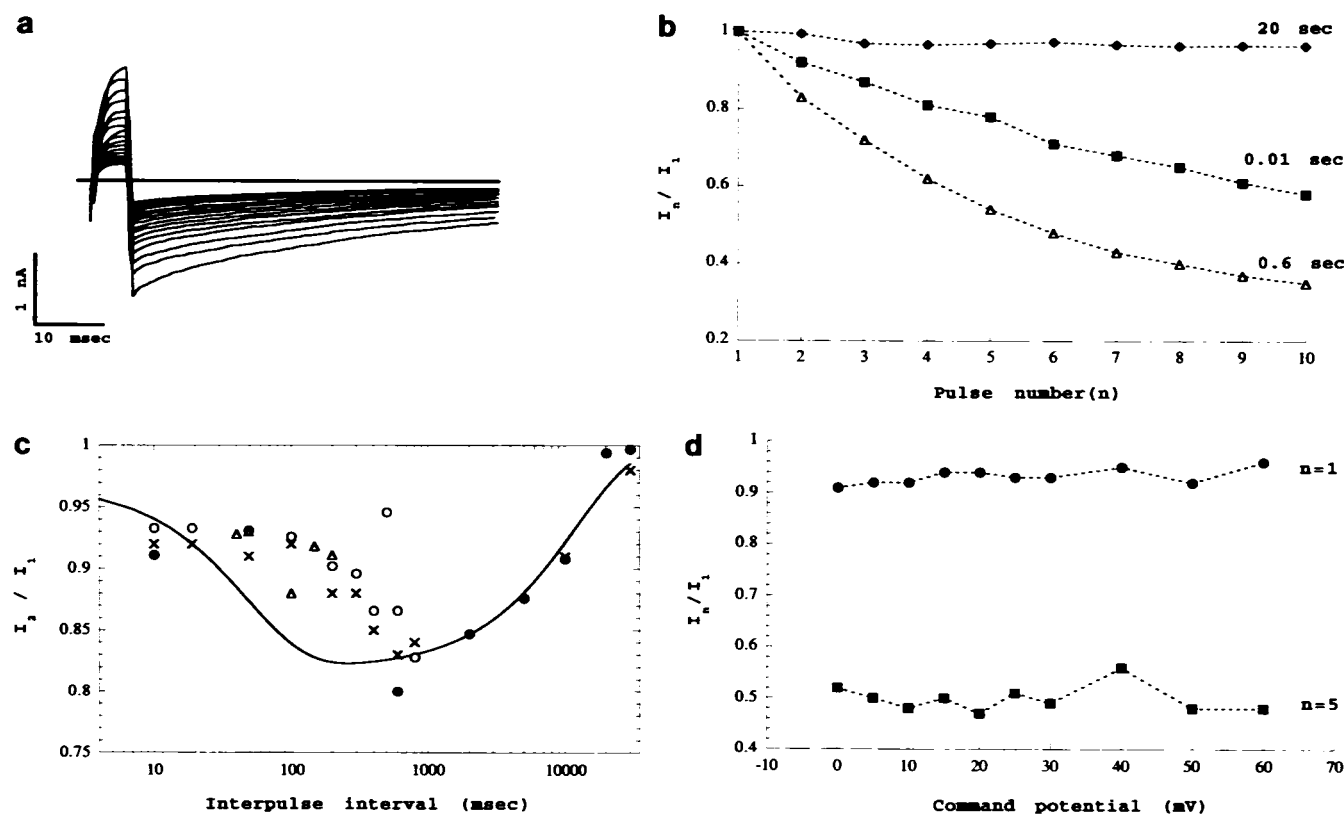 a
1 nA
10 msec
b
I_n / I_1
1
0.8
0.6
0.4
0.2
20 sec
0.01 sec
0.6 sec
1 2 3 4 5 6 7 8 9 10
Pulse number(n)
c
I_3 / I_1
1
0.95
0.9
0.85
0.8
0.75
10 100 1000 10000
Interpulse interval (msec)
d
I_n/I_1
1
0.9
0.8
0.7
0.6
0.5
0.4
n=1
n=5
-10 0 10 20 30 40 50 60 70
Command potential (mV)